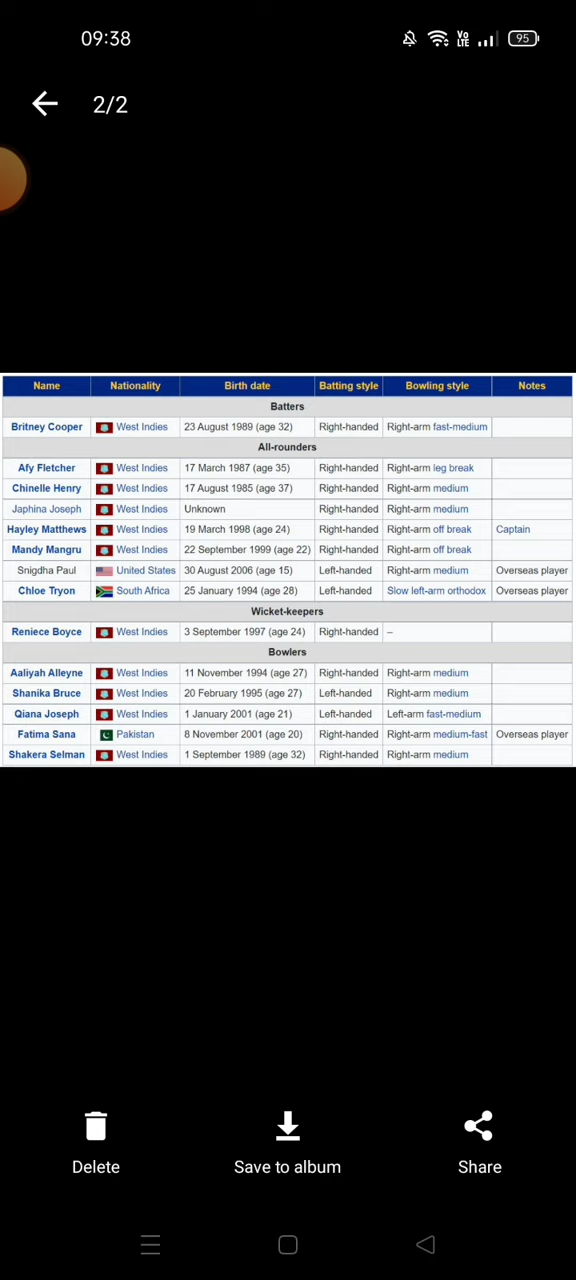 09:38 Vo LTE 95
2/2
Name Nationality Birth date Batting style Bowling style Notes
Batters
Britney Cooper West Indies 23 August 1989 (age 32) Right-handed Right-arm fast-medium
All-rounders
Afy Fletcher West Indies 17 March 1987 (age 35) Right-handed Right-arm leg break
Chinelle Henry West Indies 17 August 1985 (age 37) Right-handed Right-arm medium
Japhina Joseph West Indies Unknown Right-handed Right-arm medium
Hayley Matthews West Indies 19 March 1998 (age 24) Right-handed Right-arm off break Captain
Mandy Mangru West Indies 22 September 1999 (age 22) Right-handed Right-arm off break
Snigdha Paul United States 30 August 2006 (age 15) Left-handed Right-arm medium Overseas player
Chloe Tryon South Africa 25 January 1994 (age 28) Left-handed Slow left-arm orthodox Overseas player
Wicket-keepers
Reniece Boyce West Indies 3 September 1997 (age 24) Right-handed –
Bowlers
Aaliyah Alleyne West Indies 11 November 1994 (age 27) Right-handed Right-arm medium
Shanika Bruce West Indies 20 February 1995 (age 27) Left-handed Right-arm medium
Qiana Joseph West Indies 1 January 2001 (age 21) Left-handed Left-arm fast-medium
Fatima Sana Pakistan 8 November 2001 (age 20) Right-handed Right-arm medium-fast Overseas player
Shakera Selman West Indies 1 September 1989 (age 32) Right-handed Right-arm medium
Delete Save to album Share